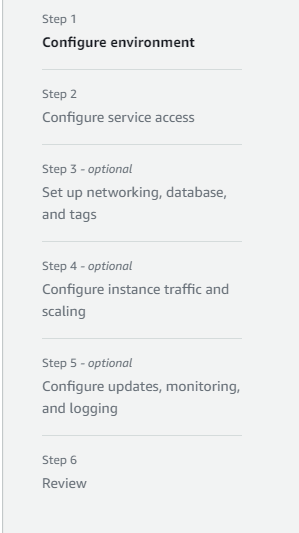 Step 1
Configure environment
Step 2
Configure service access
Step 3 - optional
Set up networking, database,
and tags
Step 4 - optional
Configure instance traffic and
scaling
Step 5 - optional
Configure updates, monitoring,
and logging
Step 6
Review